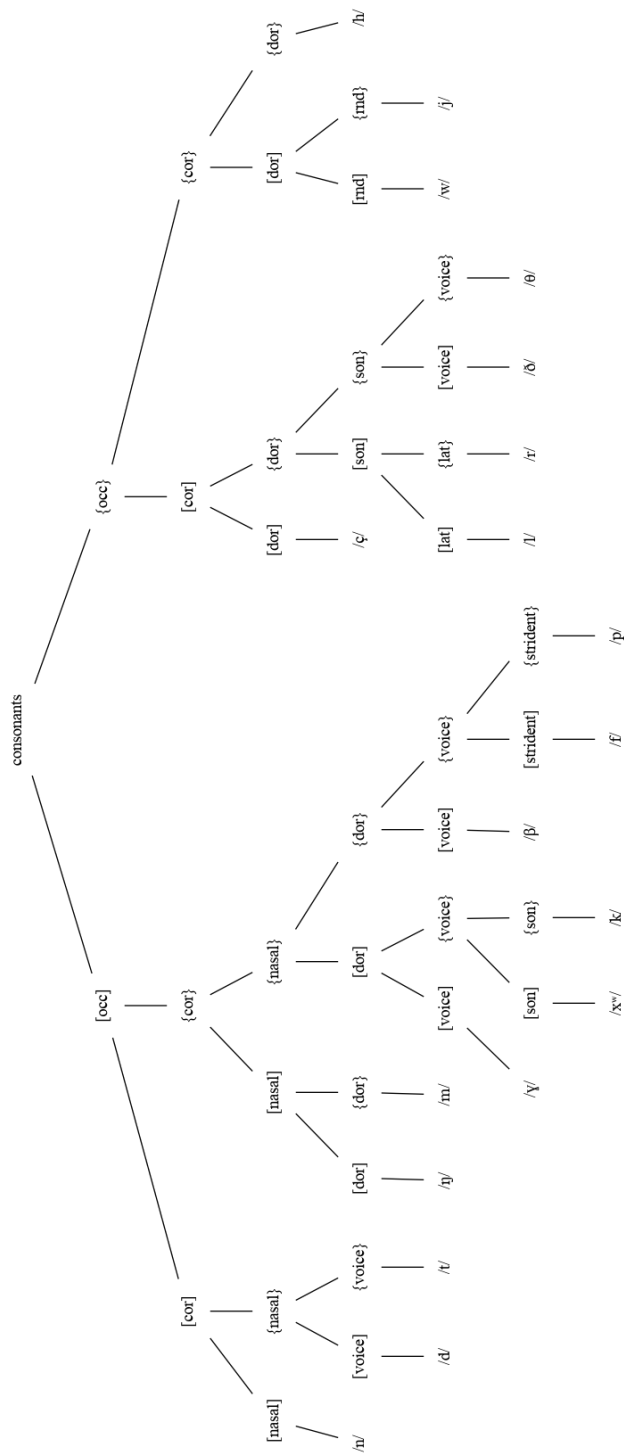 consonants
[occ] {occ}
[cor] {cor} [cor] {cor}
[nasal] {nasal} [nasal] {nasal} [dor] {dor} [dor] {dor}
/n/ [voice] {voice} [dor] {dor} [dor] {dor} /ç/ [son] {son} [rnd] {rnd} /h/
/d/ /t/ /ŋ/ /m/ [voice] {voice} [voice] {voice} [lat] {lat} [voice] {voice} /w/ /j/
/ɣ/ [son] {son} /β/ [strident] {strident} /l/ /r/ /ð/ /θ/
/xʷ/ /k/ /f/ /p/